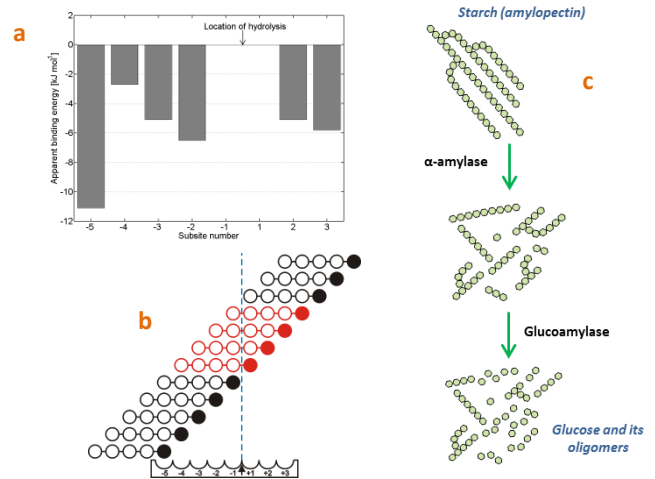 a
Location of hydrolysis
Apparent binding energy [kJ mol¹]
2
0
-2
-4
-6
-8
-10
-12
-5
-4
-3
-2
-1
1
2
3
Subsite number
b
-5
-4
-3
-2
-1
+1
+2
+3
Starch (amylopectin)
c
α-amylase
Glucoamylase
Glucose and its
oligomers